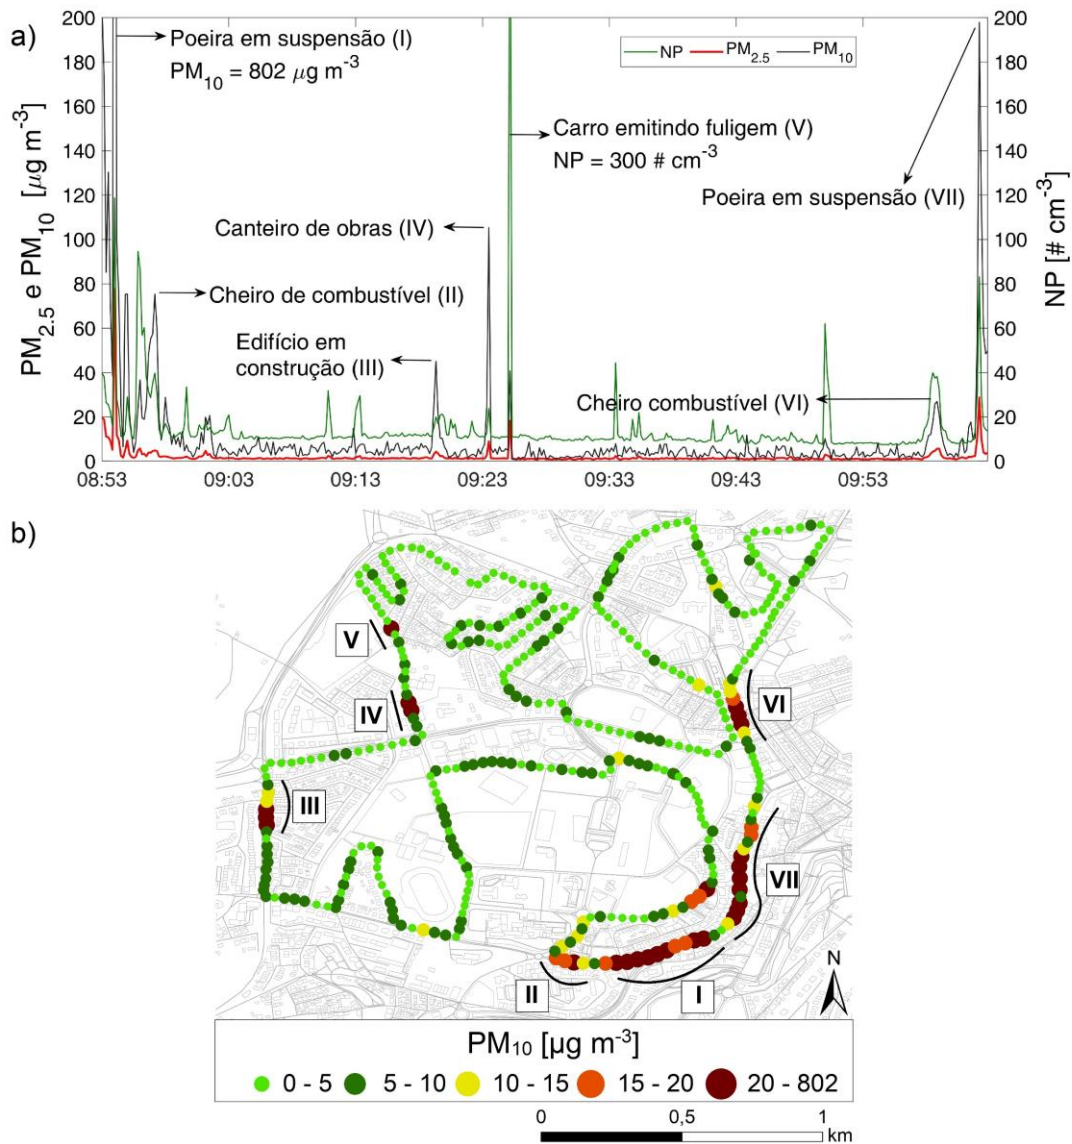 a)
200
180
160
140
120
100
80
60
40
20
0
PM2.5 e PM10 [µg m-3]
Poeira em suspensão (I)
PM10 = 802 µg m-3
NP PM2.5 PM10
Carro emitindo fuligem (V)
NP = 300 # cm-3
Poeira em suspensão (VII)
Canteiro de obras (IV)
Cheiro de combustível (II)
Edifício em
construção (III)
Cheiro combustível (VI)
200
180
160
140
120
100
80
60
40
20
0
NP [# cm-3]
08:53 09:03 09:13 09:23 09:33 09:43 09:53
b)
V
IV
VI
III
VII
II
I
N
PM10 [µg m-3]
0 - 5 5 - 10 10 - 15 15 - 20 20 - 802
0 0,5 1
km